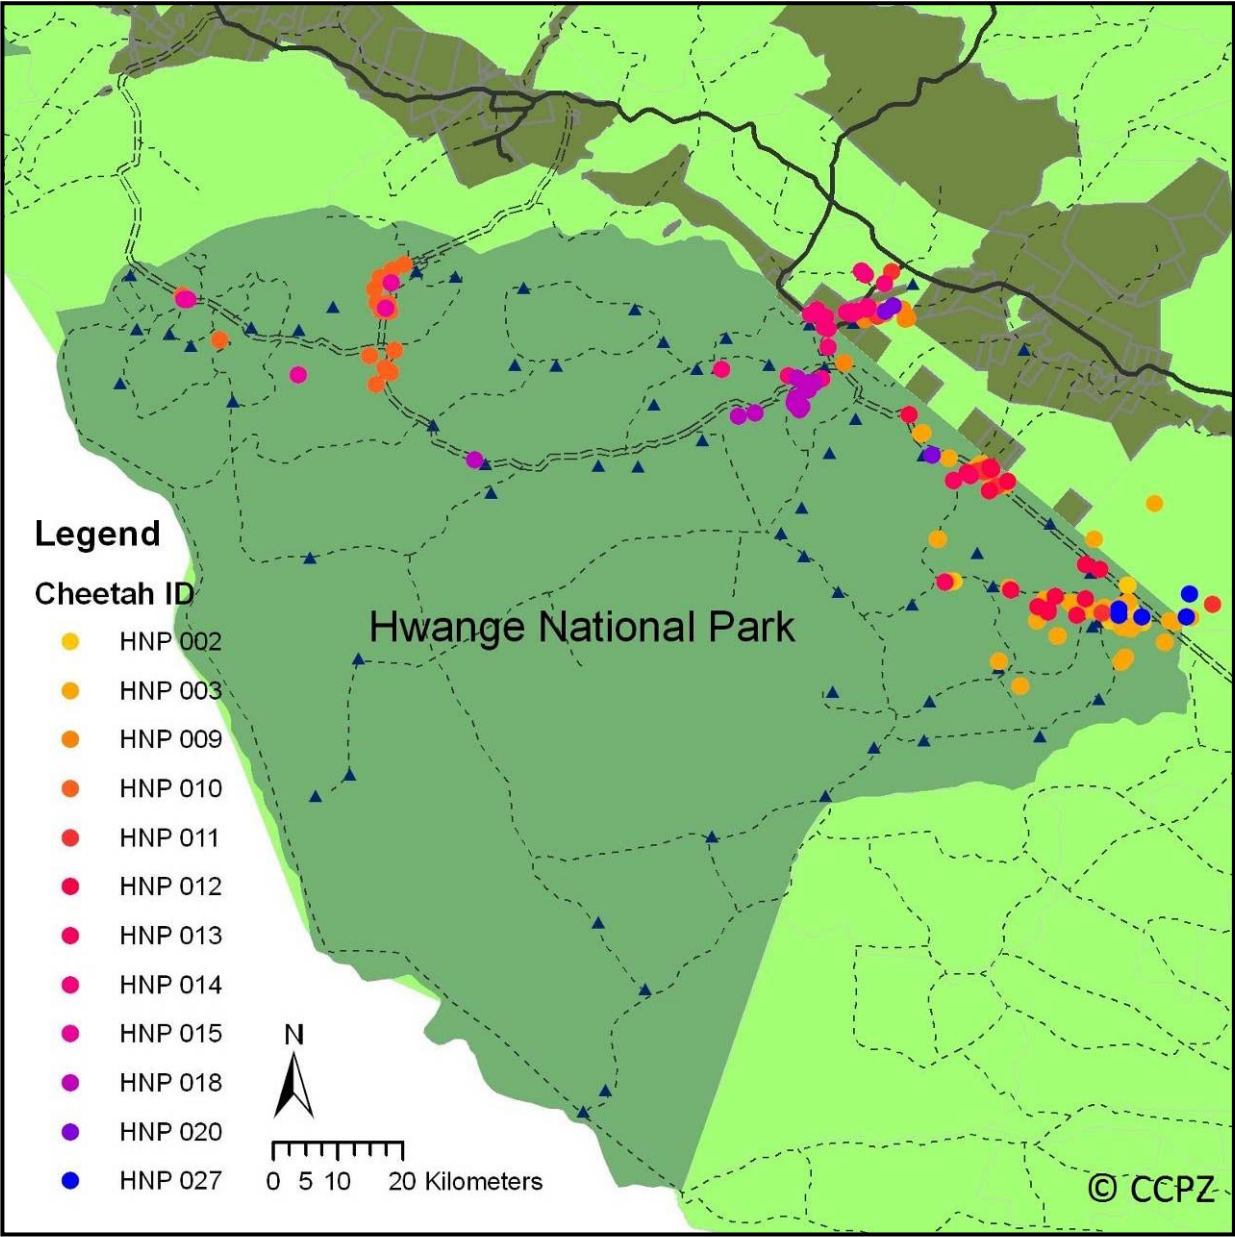 Hwange National Park
Legend
Cheetah ID
HNP 002
HNP 003
HNP 009
HNP 010
HNP 011
HNP 012
HNP 013
HNP 014
HNP 015
HNP 018
HNP 020
HNP 027
N
0 5 10 20 Kilometers
© CCPZ